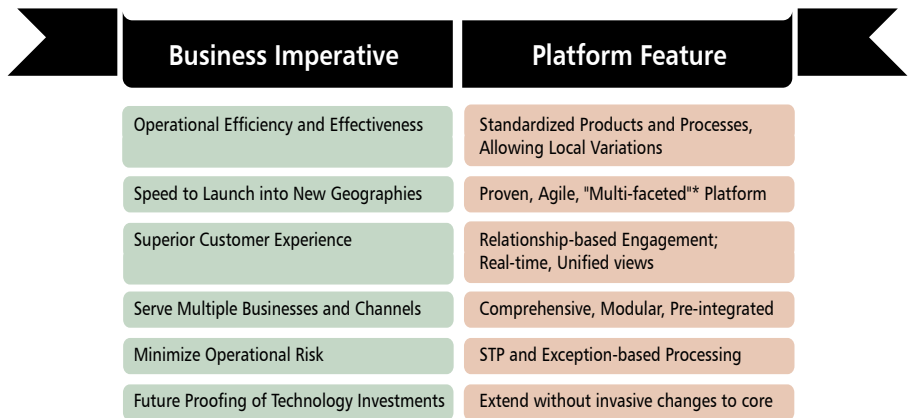 Business Imperative
Platform Feature
Operational Efficiency and Effectiveness
Standardized Products and Processes,
Allowing Local Variations
Speed to Launch into New Geographies
Proven, Agile, "Multi-faceted"* Platform
Superior Customer Experience
Relationship-based Engagement;
Real-time, Unified views
Serve Multiple Businesses and Channels
Comprehensive, Modular, Pre-integrated
Minimize Operational Risk
STP and Exception-based Processing
Future Proofing of Technology Investments
Extend without invasive changes to core